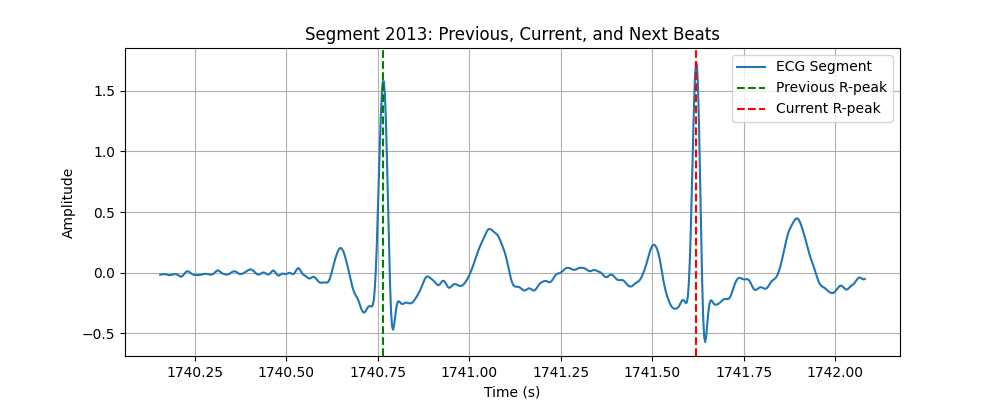 Segment 2013: Previous, Current, and Next Beats
ECG Segment
Previous R-peak
Current R-peak
Amplitude
1.5
1.0
0.5
0.0
−0.5
1740.25 1740.50 1740.75 1741.00 1741.25 1741.50 1741.75 1742.00
Time (s)